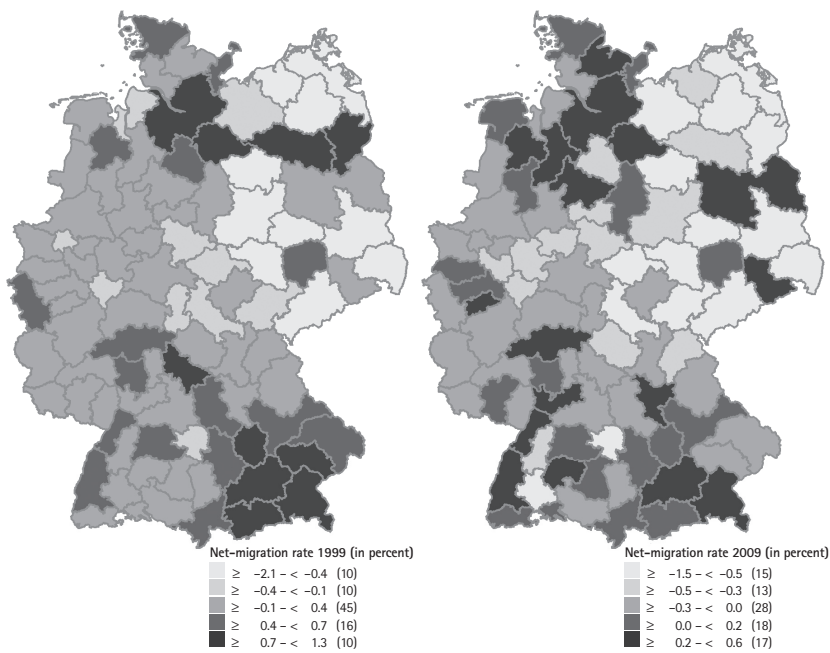 Net-migration rate 1999 (in percent)
≥ –2.1 – < –0.4 (10)
≥ –0.4 – < –0.1 (10)
≥ –0.1 – < 0.4 (45)
≥ 0.4 – < 0.7 (16)
≥ 0.7 – < 1.3 (10)
Net-migration rate 2009 (in percent)
≥ –1.5 – < –0.5 (15)
≥ –0.5 – < –0.3 (13)
≥ –0.3 – < 0.0 (28)
≥ 0.0 – < 0.2 (18)
≥ 0.2 – < 0.6 (17)